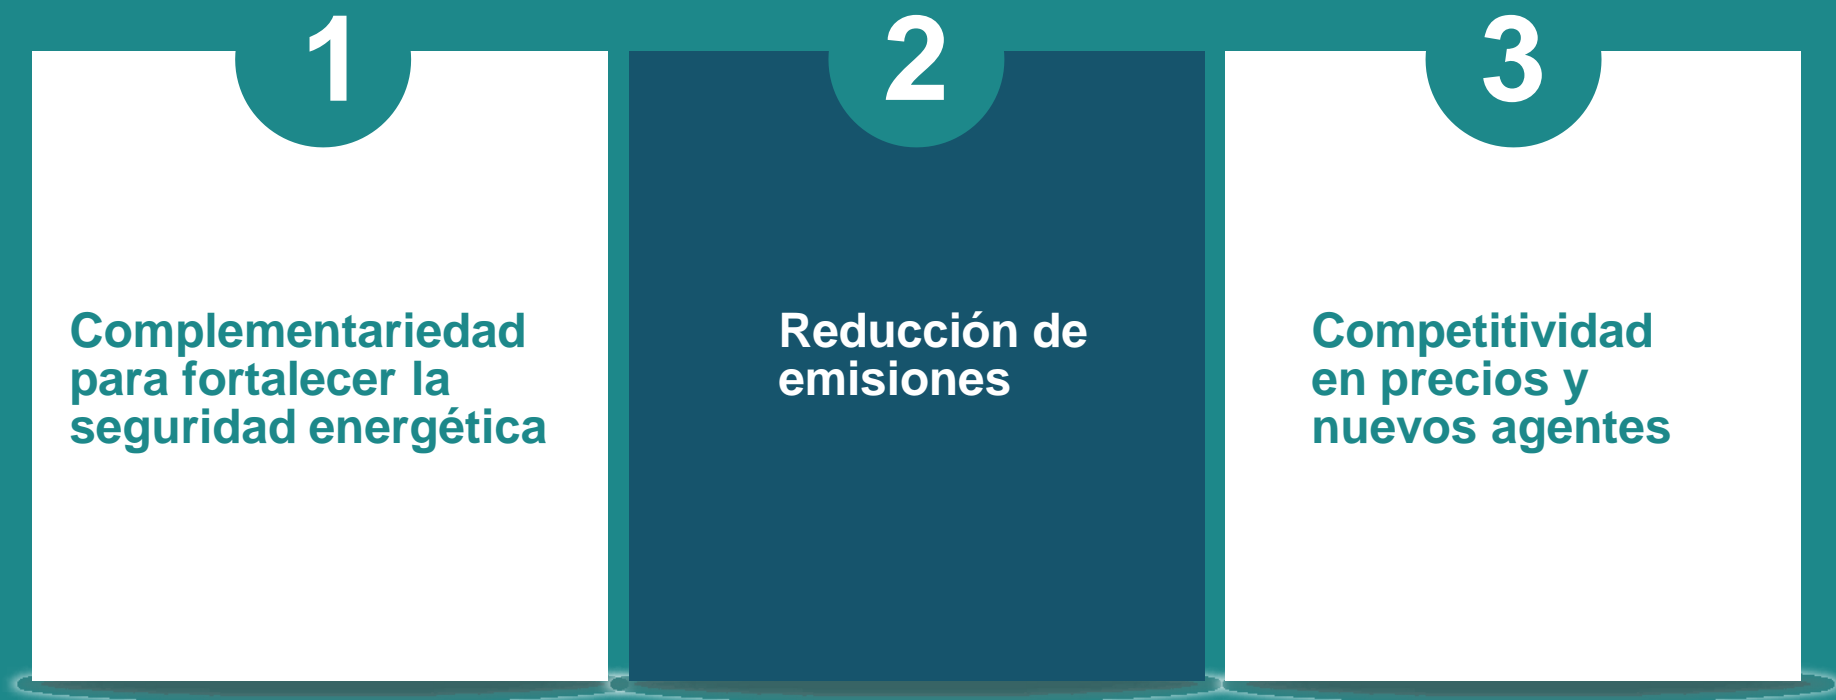 1
Complementariedad
para fortalecer la
seguridad energética
2
Reducción de
emisiones
3
Competitividad
en precios y
nuevos agentes